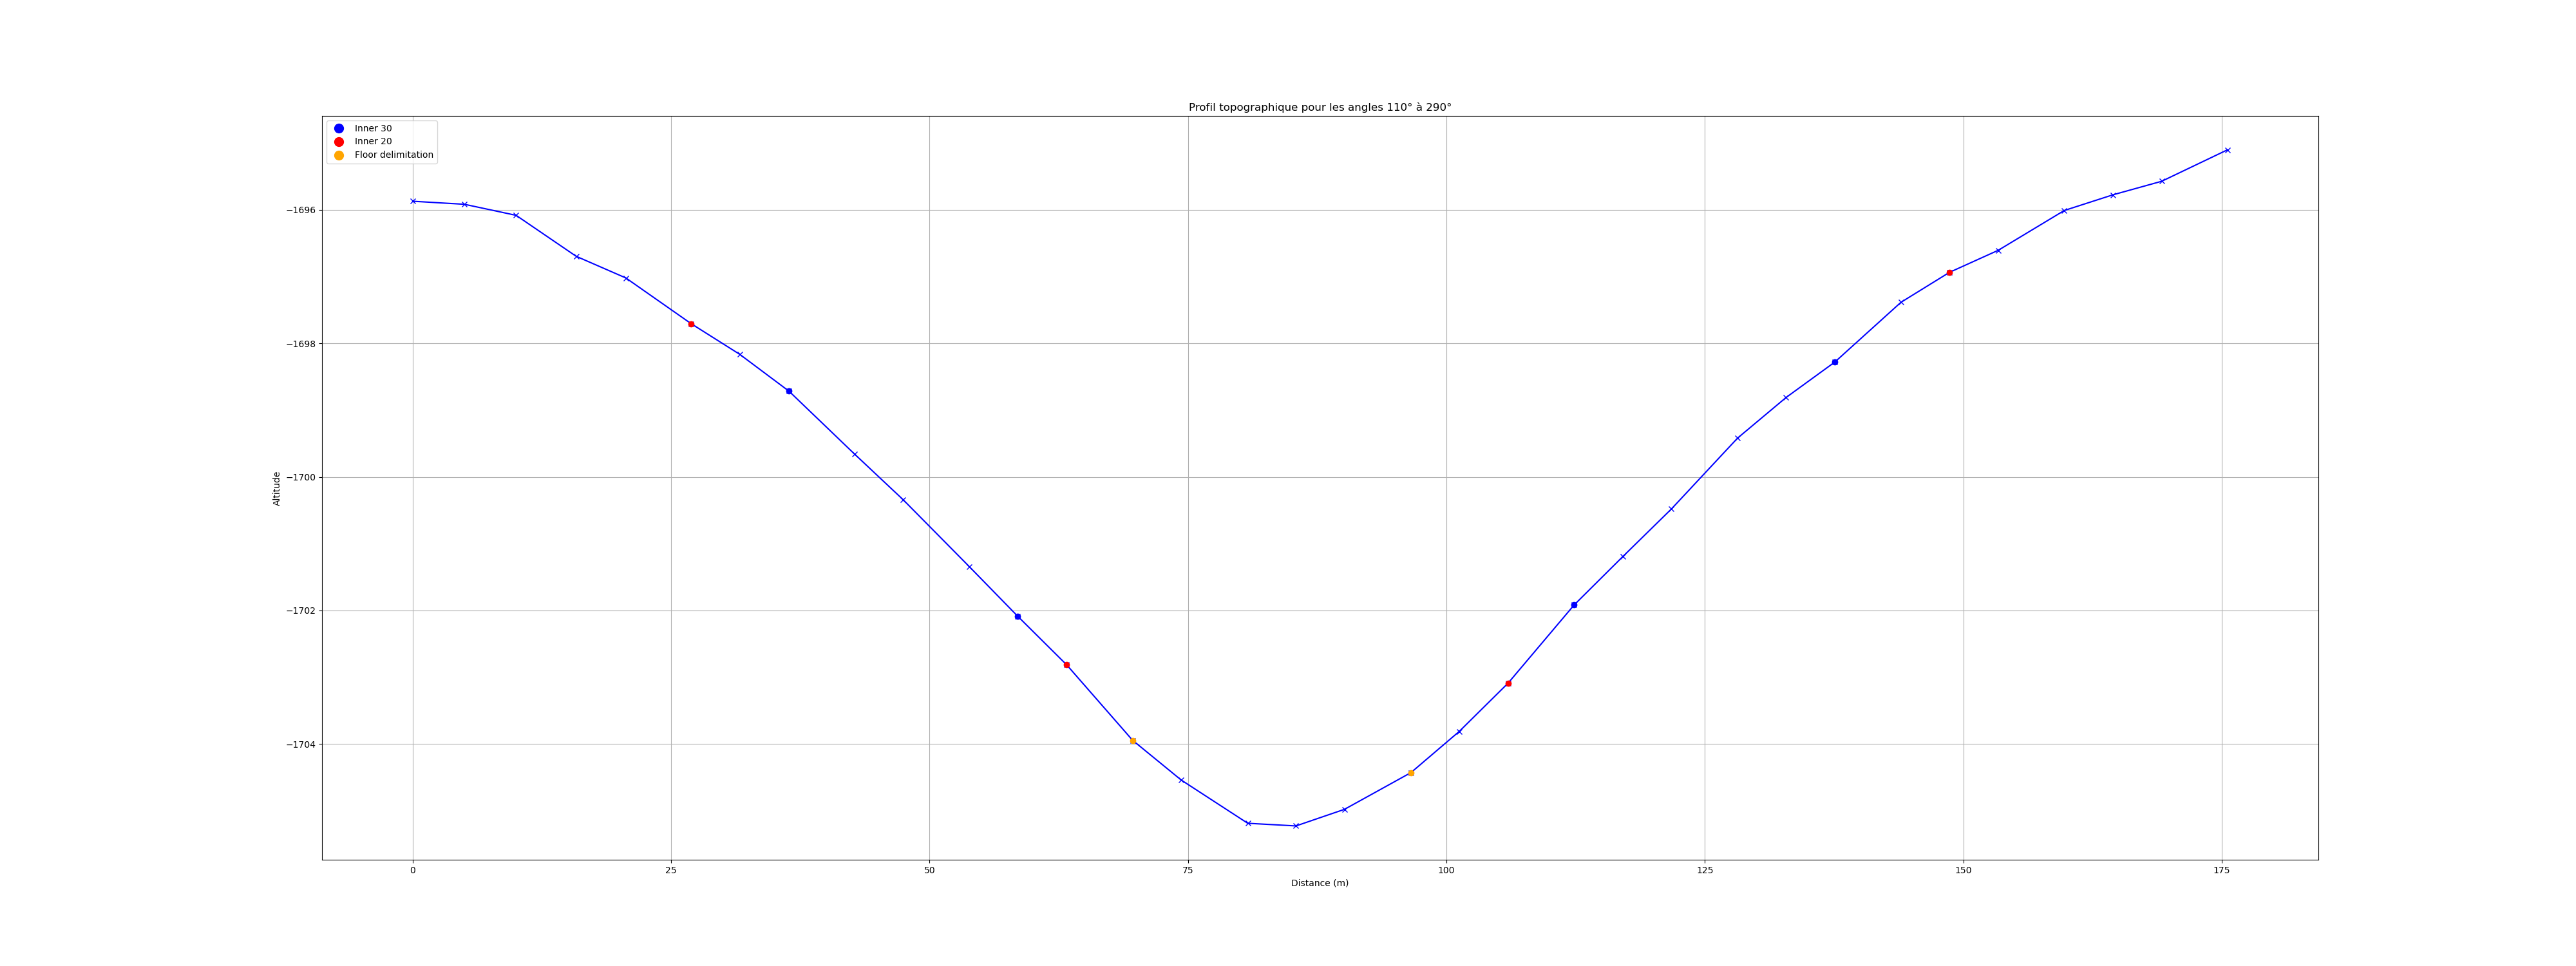 Profil topographique pour les angles 110° à 290°
Inner 30
Inner 20
Floor delimitation
−1696
−1698
−1700
−1702
−1704
Altitude
0 25 50 75 100 125 150 175
Distance (m)